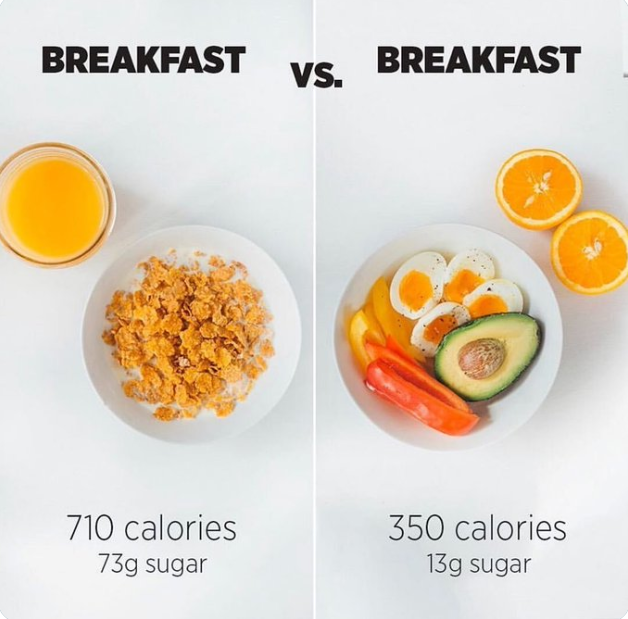 BREAKFAST vs. BREAKFAST
710 calories
73g sugar
350 calories
13g sugar